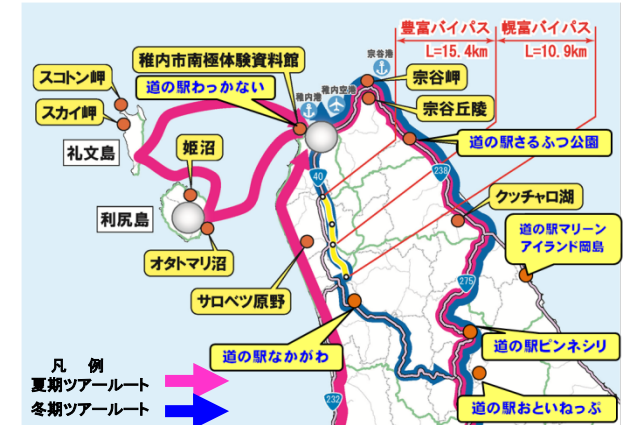 豊富バイパス
幌富バイパス
L=15.4km
L=10.9km
宗谷港
稚内市南極体験資料館
道の駅わっかない
稚内港
稚内空港
宗谷岬
宗谷丘陵
スコトン岬
スカイ岬
礼文島
姫沼
利尻島
オタトマリ沼
サロベツ原野
道の駅さるふつ公園
40
238
クッチャロ湖
道の駅マリーン
アイランド岡島
275
道の駅なかがわ
道の駅ピンネシリ
道の駅おといねっぷ
232
凡 例
夏期ツアールート
冬期ツアールート